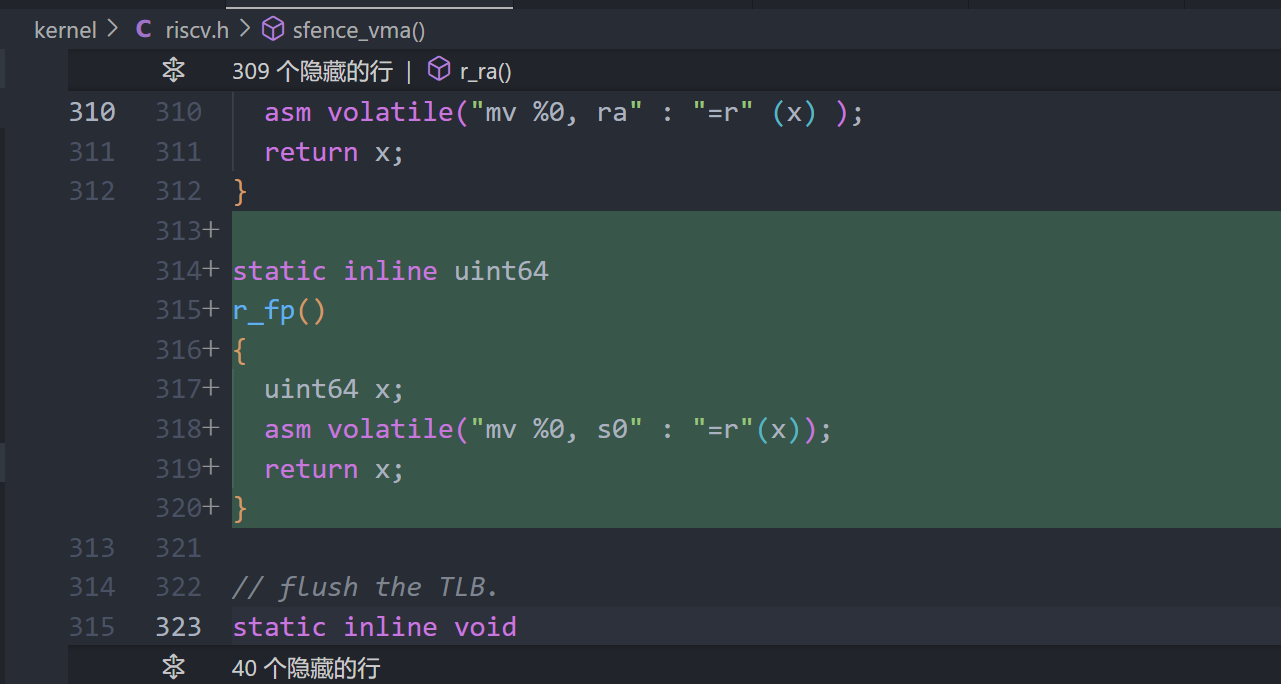 kernel > C riscv.h > sfence_vma()
309 个隐藏的行 | r_ra()
310 310 asm volatile("mv %0, ra" : "=r" (x) );
311 311 return x;
312 312 }
313+
314+ static inline uint64
315+ r_fp()
316+ {
317+ uint64 x;
318+ asm volatile("mv %0, s0" : "=r"(x));
319+ return x;
320+ }
313 321
314 322 // flush the TLB.
315 323 static inline void
40 个隐藏的行